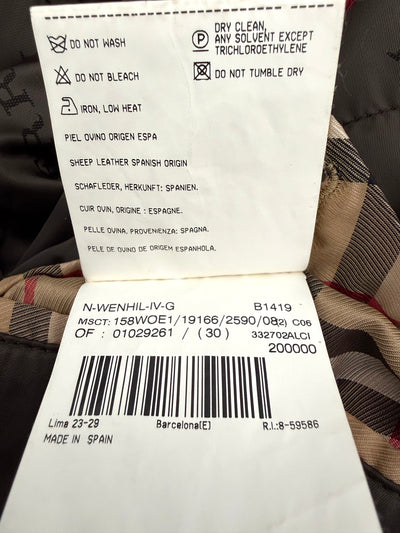 DO NOT WASH
DRY CLEAN,
ANY SOLVENT EXCEPT
TRICHLOROETHYLENE
P
DO NOT BLEACH
DO NOT TUMBLE DRY
IRON, LOW HEAT
PIEL OVINO ORIGEN ESPA
SHEEP LEATHER SPANISH ORIGIN
SCHAFLEDER, HERKUNFT: SPANIEN.
CUIR OVIN, ORIGINE : ESPAGNE.
PELLE OVINA, PROVENIENZA: SPAGNA.
PELE DE OVINO DE ORIGEM ESPANHOLA.
N-WENHIL-IV-G B1419
MSCT: 158WOE1/19166/2590/08(2) C06
OF : 01029261 / (30) 332702ALCI
200000
Lima 23-29 Barcelona(E) R.I.:8-59586
MADE IN SPAIN